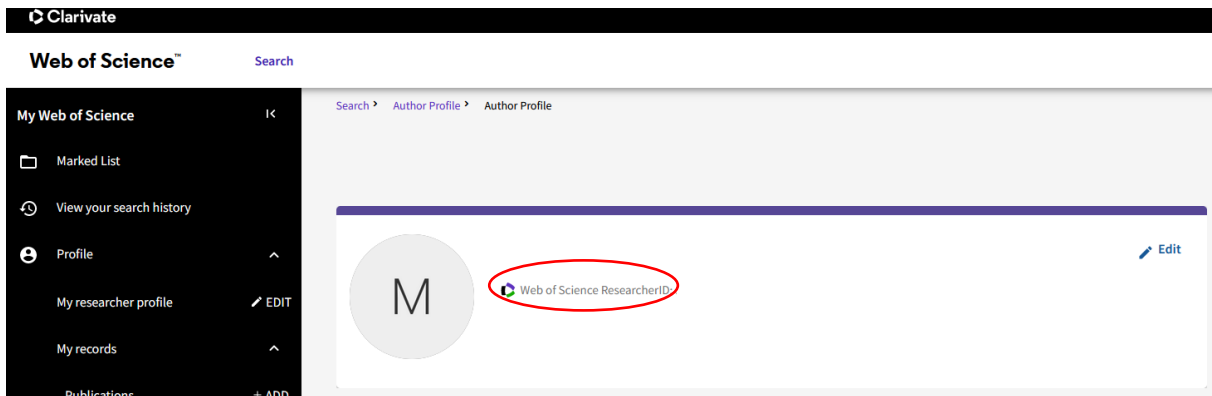 Clarivate
Web of Science™ Search
My Web of Science
Marked List
View your search history
Profile
My researcher profile EDIT
My records
Publications + ADD
Search > Author Profile > Author Profile
Edit
M
Web of Science ResearcherID: